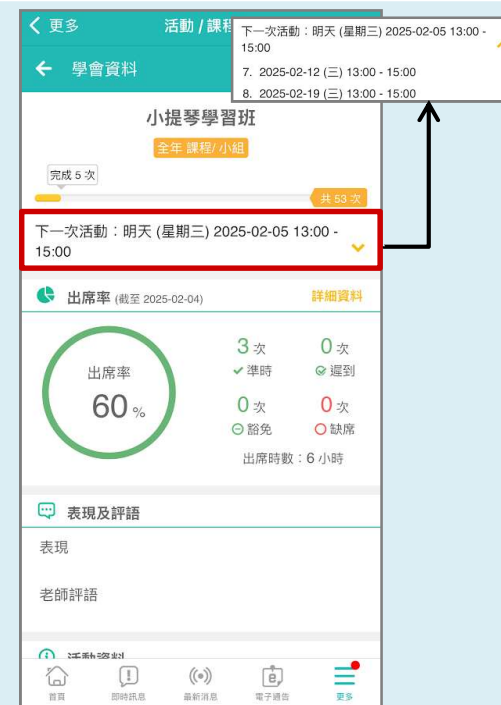 更多
活動 / 課程
學會資料
下一次活動：明天 (星期三) 2025-02-05 13:00 -
15:00
7. 2025-02-12 (三) 13:00 - 15:00
8. 2025-02-19 (三) 13:00 - 15:00
小提琴學習班
全年 課程/ 小組
完成 5 次
共 53 次
下一次活動：明天 (星期三) 2025-02-05 13:00 -
15:00
出席率 (截至 2025-02-04)
詳細資料
出席率
60 %
3 次
0 次
準時
遲到
0 次
0 次
豁免
缺席
出席時數：6 小時
表現及評語
表現
老師評語
活動資料
首頁
即時訊息
最新消息
電子通告
更多